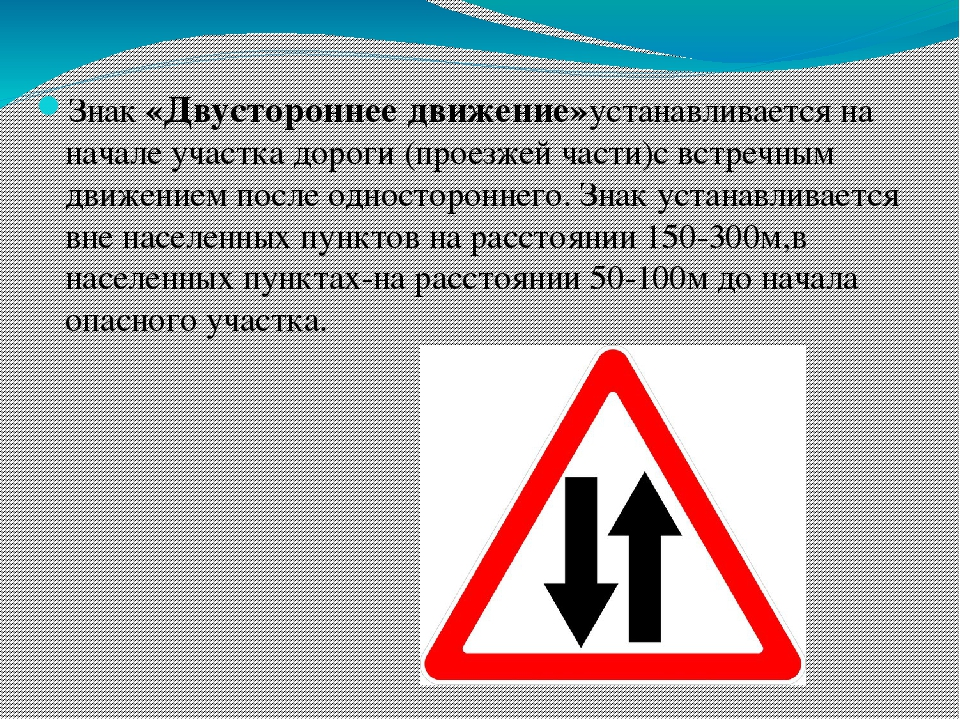 Знак «Двустороннее движение»устанавливается на
начале участка дороги (проезжей части)с встречным
движением после одностороннего. Знак устанавливается
вне населенных пунктов на расстоянии 150-300м,в
населенных пунктах-на расстоянии 50-100м до начала
опасного участка.